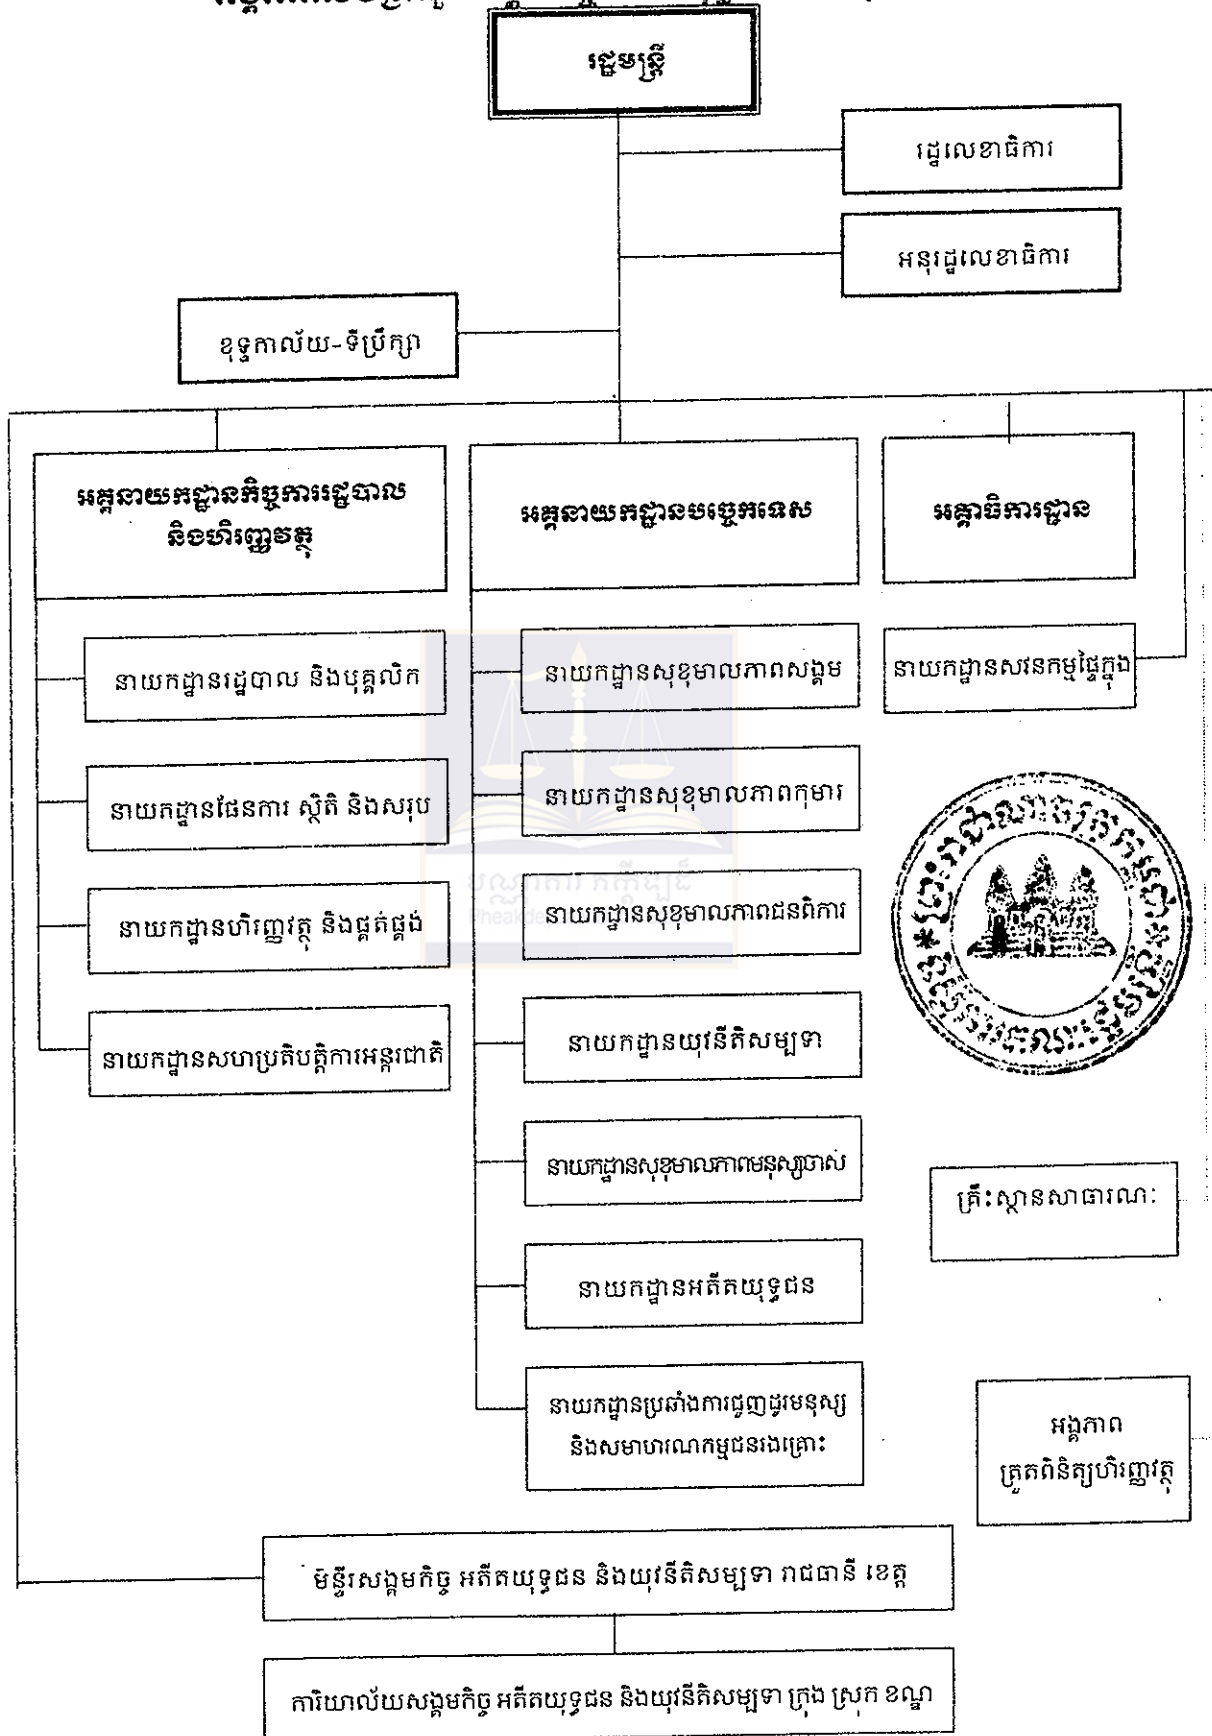 រដ្ឋមន្ត្រី
រដ្ឋលេខាធិការ
អនុរដ្ឋលេខាធិការ
ខុទ្ទកាល័យ-ទីប្រឹក្សា
អគ្គនាយកដ្ឋានកិច្ចការរដ្ឋបាល
និងហិរញ្ញវត្ថុ
អគ្គនាយកដ្ឋានបច្ចេកទេស
អគ្គាធិការដ្ឋាន
នាយកដ្ឋានរដ្ឋបាល និងបុគ្គលិក
នាយកដ្ឋានសុខុមាលភាពសង្គម
នាយកដ្ឋានសវនកម្មផ្ទៃក្នុង
នាយកដ្ឋានផែនការ ស្ថិតិ និងសរុប
នាយកដ្ឋានសុខុមាលភាពកុមារ
នាយកដ្ឋានហិរញ្ញវត្ថុ និងផ្គត់ផ្គង់
នាយកដ្ឋានសុខុមាលភាពជនពិការ
នាយកដ្ឋានសហប្រតិបត្តិការអន្តរជាតិ
នាយកដ្ឋានយុវនីតិសម្បទា
នាយកដ្ឋានសុខុមាលភាពមនុស្សចាស់
គ្រឹះស្ថានសាធារណៈ
នាយកដ្ឋានអតីតយុទ្ធជន
នាយកដ្ឋានប្រឆាំងការជួញដូរមនុស្ស
និងសមាហរណកម្មជនរងគ្រោះ
អង្គភាព
ត្រួតពិនិត្យហិរញ្ញវត្ថុ
មន្ទីរសង្គមកិច្ច អតីតយុទ្ធជន និងយុវនីតិសម្បទា រាជធានី ខេត្ត
ការិយាល័យសង្គមកិច្ច អតីតយុទ្ធជន និងយុវនីតិសម្បទា ក្រុង ស្រុក ខណ្ឌ